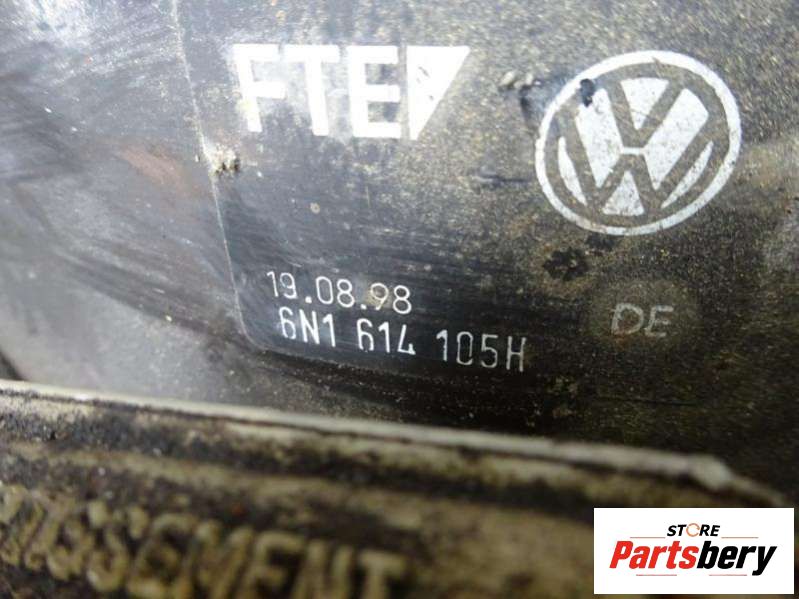 FTE
19.08.98
6N1 614 105H
DE
STORE
Partsbery